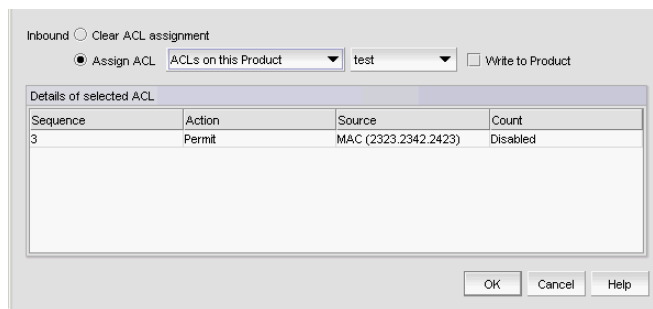 Inbound Clear ACL assignment
Assign ACL ACLs on this Product test Write to Product
Details of selected ACL
Sequence Action Source Count
3 Permit MAC (2323.2342.2423) Disabled
OK Cancel Help